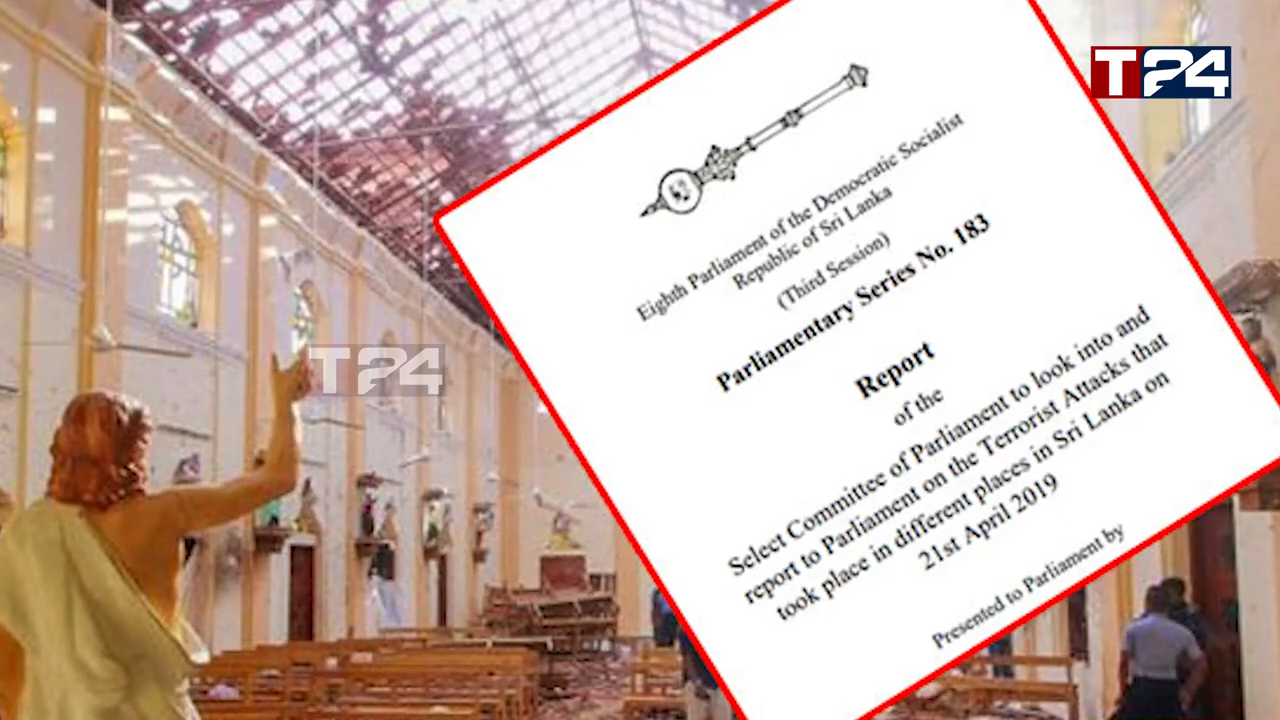 T24
Eighth Parliament of the Democratic Socialist
Republic of Sri Lanka
(Third Session)
Parliamentary Series No. 183
Report
of the
Select Committee of Parliament to look into and
report to Parliament on the Terrorist Attacks that
took place in different places in Sri Lanka on
21st April 2019
Presented to Parliament by
T24